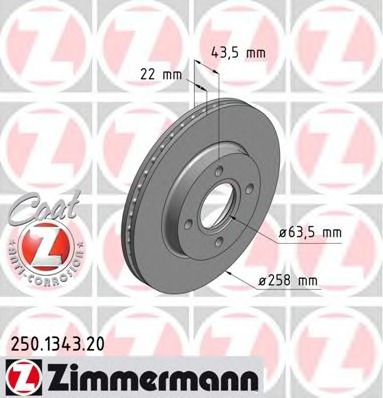 43,5 mm
22 mm
ø63,5 mm
ø258 mm
Coat
Z
ANTI-CORROSION
250.1343.20
Z Zimmermann